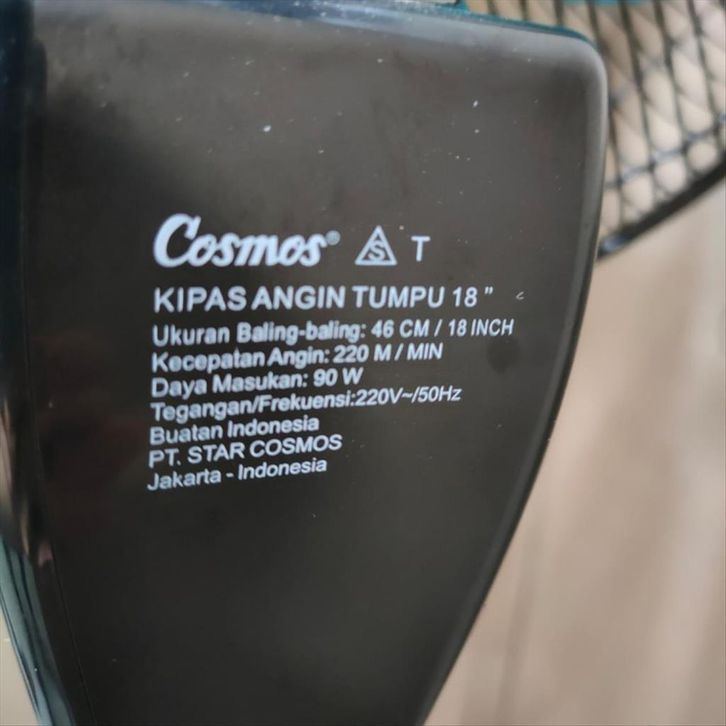 Cosmos® S T
KIPAS ANGIN TUMPU 18 "
Ukuran Baling-baling: 46 CM / 18 INCH
Kecepatan Angin: 220 M / MIN
Daya Masukan: 90 W
Tegangan/Frekuensi:220V~/50Hz
Buatan Indonesia
PT. STAR COSMOS
Jakarta - Indonesia